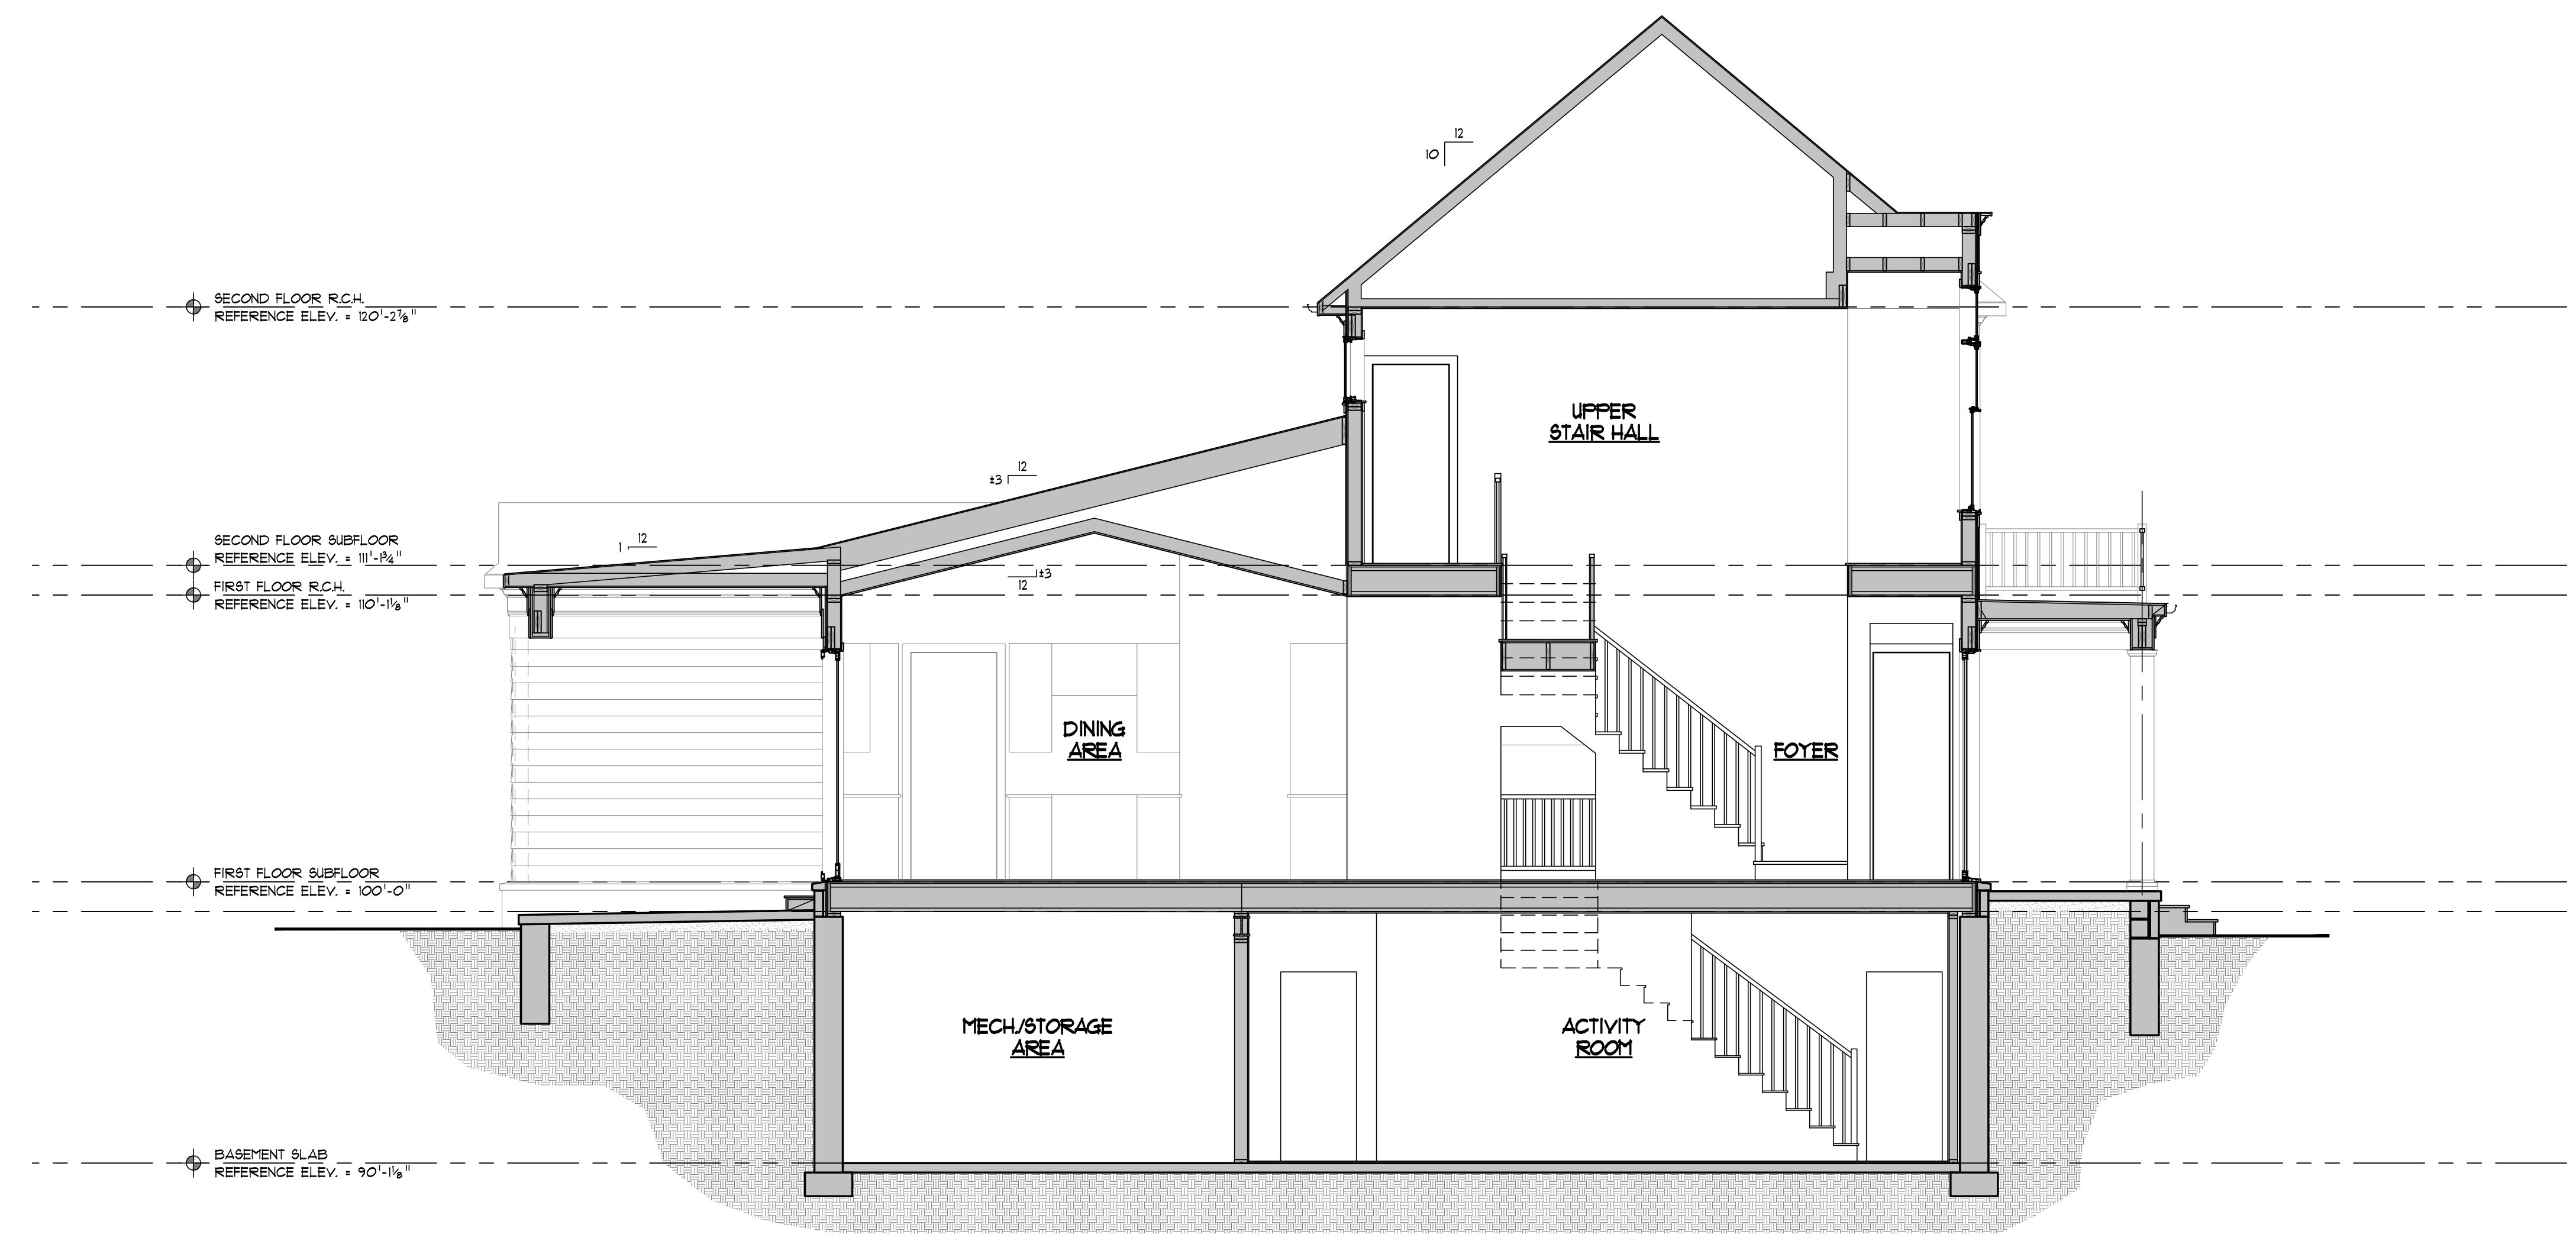 12
10
SECOND FLOOR R.C.H.
REFERENCE ELEV. = 120'-2⅞"
UPPER
STAIR HALL
12
±3
SECOND FLOOR SUBFLOOR
REFERENCE ELEV. = 111'-1¾"
12
1
FIRST FLOOR R.C.H.
REFERENCE ELEV. = 110'-1⅛"
±3
12
DINING
AREA
FOYER
FIRST FLOOR SUBFLOOR
REFERENCE ELEV. = 100'-0"
MECH./STORAGE
AREA
ACTIVITY
ROOM
BASEMENT SLAB
REFERENCE ELEV. = 90'-1⅛"